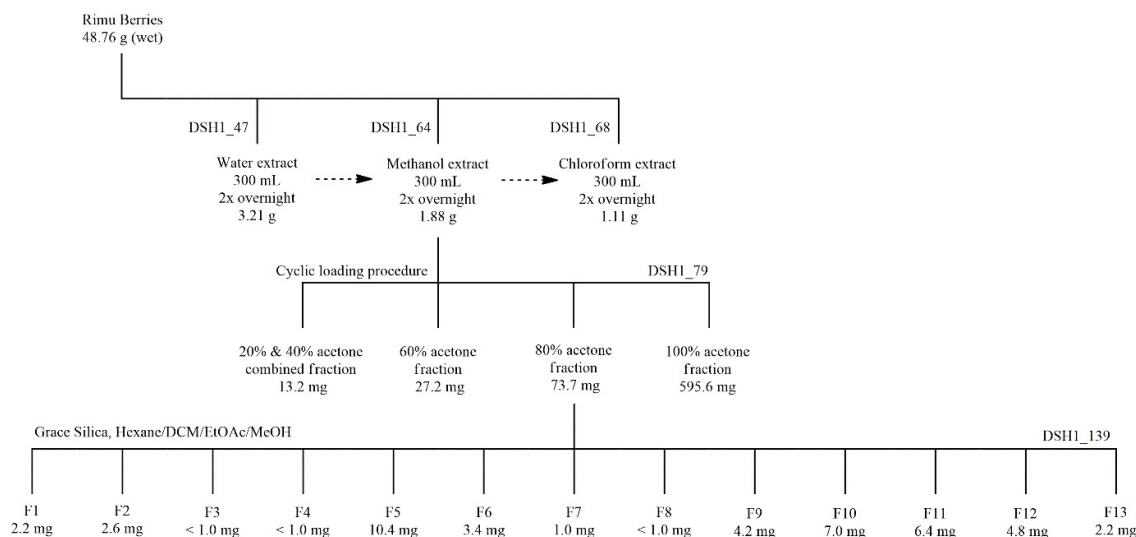 Rimu Berries
48.76 g (wet)
DSH1_47
DSH1_64
DSH1_68
Water extract
300 mL
2x overnight
3.21 g
Methanol extract
300 mL
2x overnight
1.88 g
Chloroform extract
300 mL
2x overnight
1.11 g
Cyclic loading procedure
DSH1_79
20% & 40% acetone
combined fraction
13.2 mg
60% acetone
fraction
27.2 mg
80% acetone
fraction
73.7 mg
100% acetone
fraction
595.6 mg
Grace Silica, Hexane/DCM/EtOAc/MeOH
DSH1_139
F1
2.2 mg
F2
2.6 mg
F3
< 1.0 mg
F4
< 1.0 mg
F5
10.4 mg
F6
3.4 mg
F7
1.0 mg
F8
< 1.0 mg
F9
4.2 mg
F10
7.0 mg
F11
6.4 mg
F12
4.8 mg
F13
2.2 mg